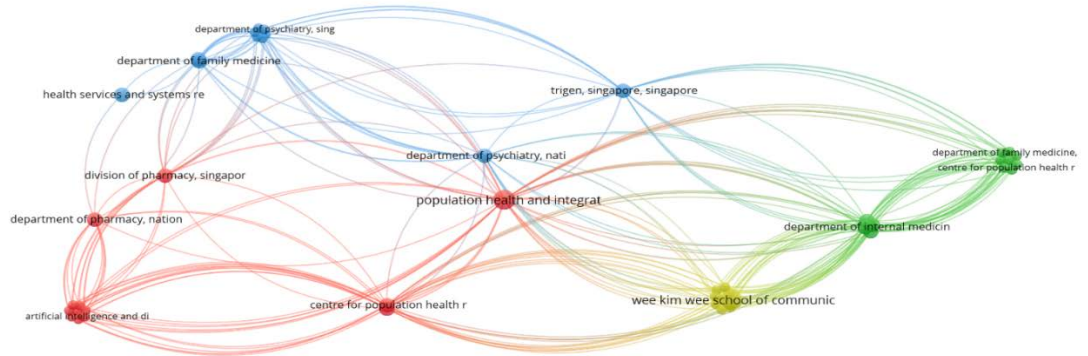 department of psychiatry, sing
department of family medicine
health services and systems re
trigen, singapore, singapore
department of psychiatry, nati
department of family medicine,
centre for population health r
division of pharmacy, singapor
population health and integrat
department of pharmacy, nation
department of internal medicin
artificial intelligence and di
centre for population health r
wee kim wee school of communic